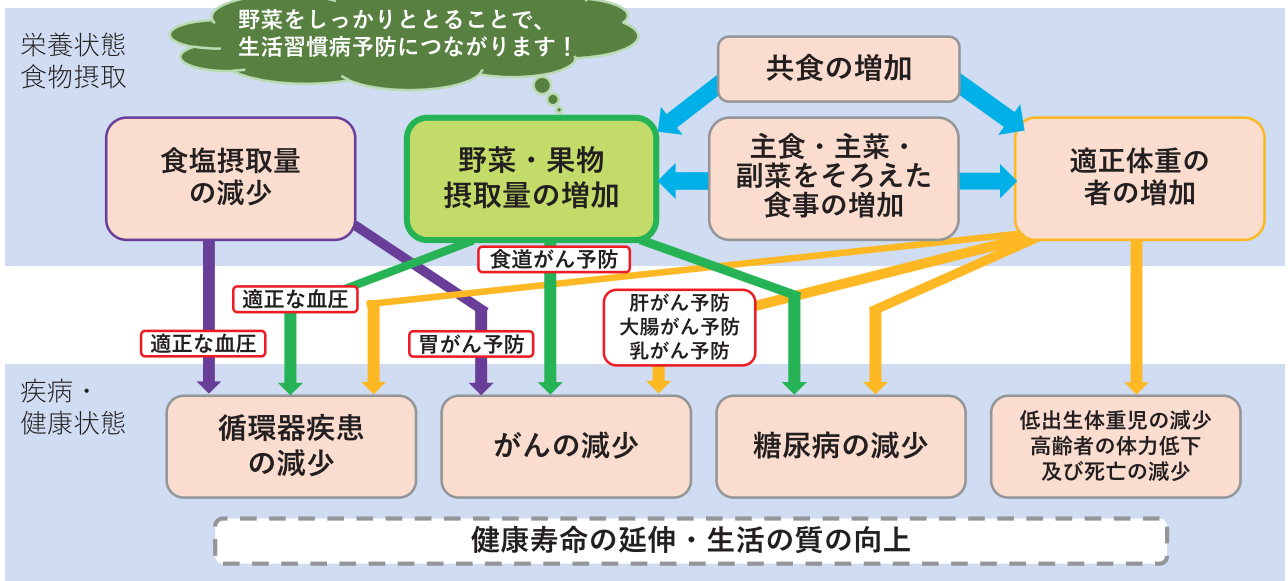 野菜をしっかりととることで、
生活習慣病予防につながります！
栄養状態
食物摂取
共食の増加
食塩摂取量
の減少
野菜・果物
摂取量の増加
主食・主菜・
副菜をそろえた
食事の増加
適正体重の
者の増加
食道がん予防
適正な血圧
肝がん予防
大腸がん予防
乳がん予防
適正な血圧
胃がん予防
疾病・
健康状態
循環器疾患
の減少
がんの減少
糖尿病の減少
低出生体重児の減少
高齢者の体力低下
及び死亡の減少
健康寿命の延伸・生活の質の向上